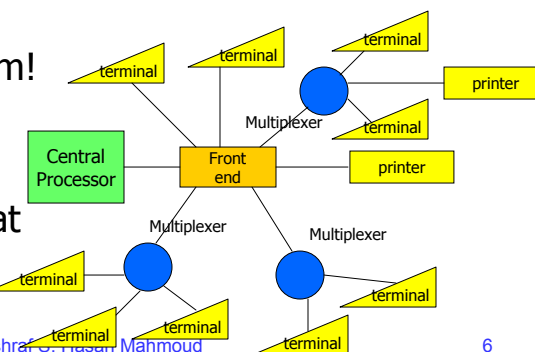 m!
terminal
terminal
terminal
printer
Multiplexer
terminal
Central
Processor
Front
end
printer
at
Multiplexer
Multiplexer
terminal
terminal
terminal
terminal
terminal
Hasan Mahmoud
6